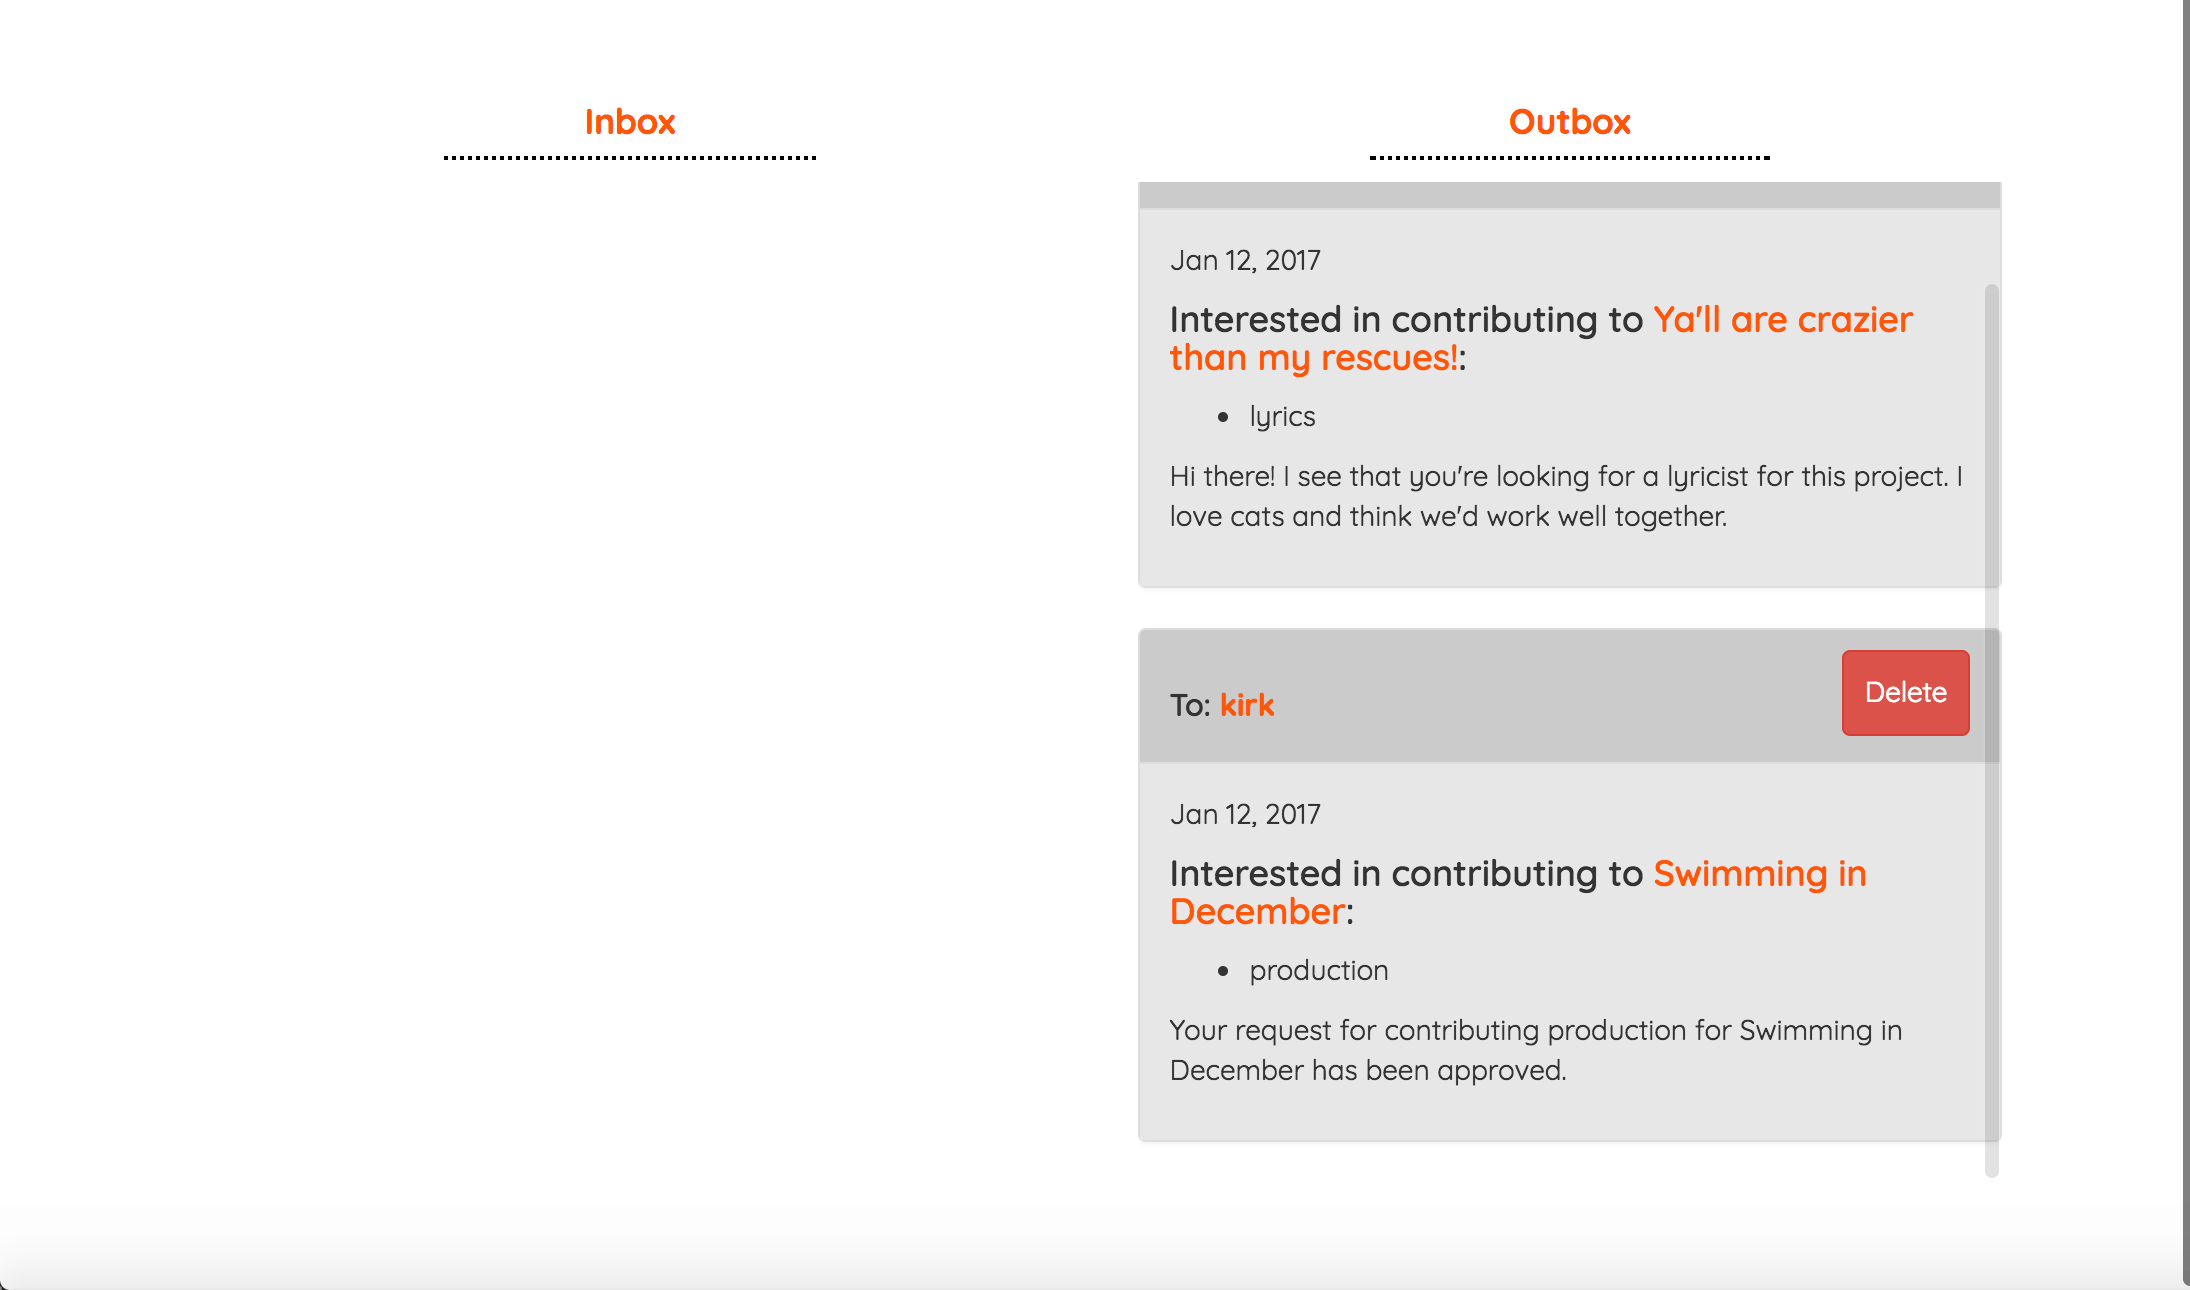 Inbox
Outbox
Jan 12, 2017
Interested in contributing to Ya'll are crazier
than my rescues!:
• lyrics
Hi there! I see that you're looking for a lyricist for this project. I
love cats and think we'd work well together.
To: kirk
Delete
Jan 12, 2017
Interested in contributing to Swimming in
December:
• production
Your request for contributing production for Swimming in
December has been approved.